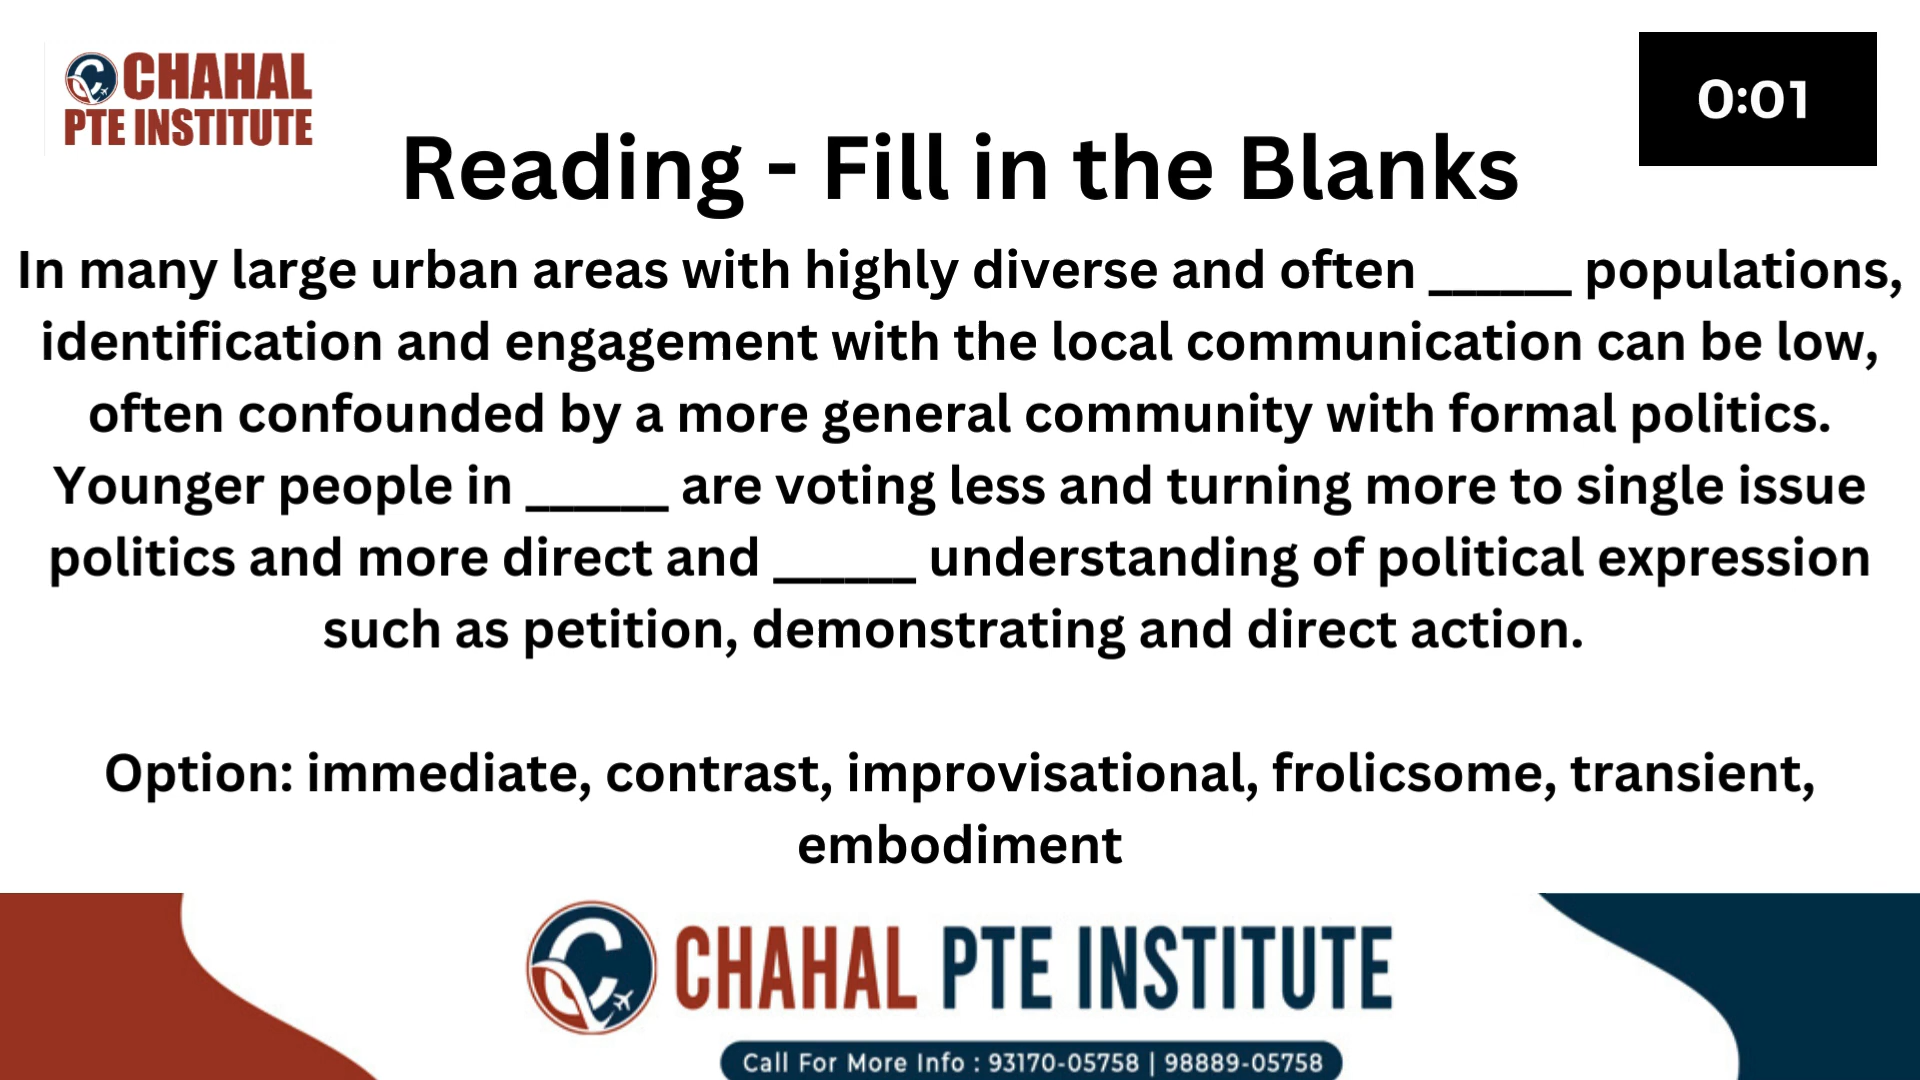 CHAHAL
PTE INSTITUTE
0:01
Reading - Fill in the Blanks
In many large urban areas with highly diverse and often ______ populations,
identification and engagement with the local communication can be low,
often confounded by a more general community with formal politics.
Younger people in ______ are voting less and turning more to single issue
politics and more direct and ______ understanding of political expression
such as petition, demonstrating and direct action.
Option: immediate, contrast, improvisational, frolicsome, transient,
embodiment
CHAHAL PTE INSTITUTE
Call For More Info : 93170-05758 | 98889-05758